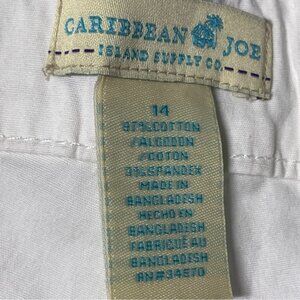 CARIBBEAN JOE
ISLAND SUPPLY CO.
14
97% COTTON
/ALGODON
/COTON
3% SPANDEX
MADE IN
BANGLADESH
HECHO EN
BANGLADESH
FABRIQUÉ AU
BANGLADESH
RN#34570